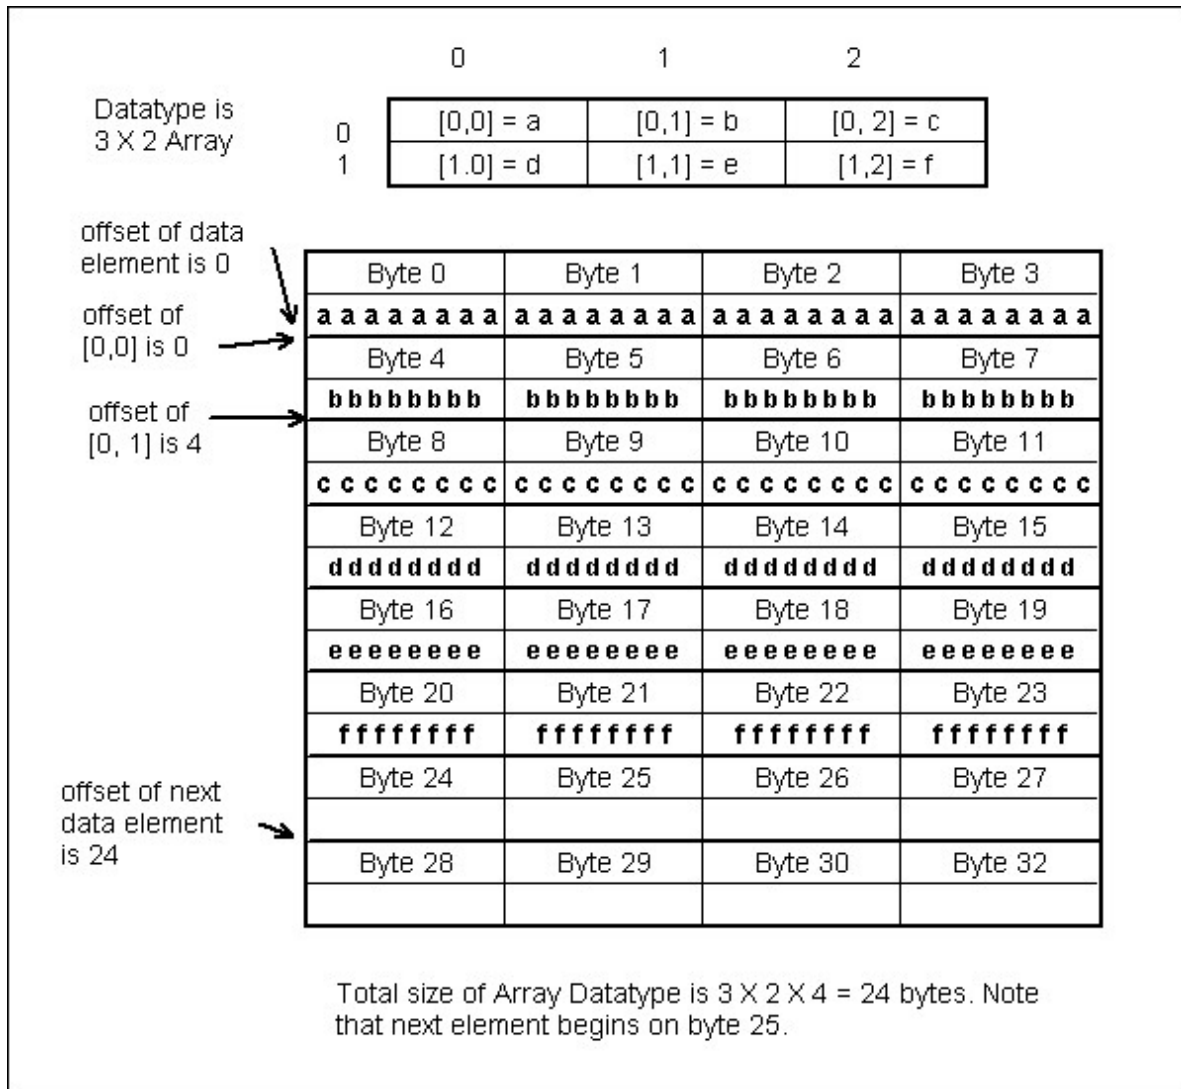 0 1 2
Datatype is
3 X 2 Array
0 [0,0] = a [0,1] = b [0, 2] = c
1 [1.0] = d [1,1] = e [1,2] = f
offset of data
element is 0
offset of
[0,0] is 0
offset of
[0, 1] is 4
Byte 0 Byte 1 Byte 2 Byte 3
a a a a a a a a a a a a a a a a a a a a a a a a a a a a a a a a
Byte 4 Byte 5 Byte 6 Byte 7
b b b b b b b b b b b b b b b b b b b b b b b b b b b b b b b b
Byte 8 Byte 9 Byte 10 Byte 11
c c c c c c c c c c c c c c c c c c c c c c c c c c c c c c c c
Byte 12 Byte 13 Byte 14 Byte 15
d d d d d d d d d d d d d d d d d d d d d d d d d d d d d d d d
Byte 16 Byte 17 Byte 18 Byte 19
e e e e e e e e e e e e e e e e e e e e e e e e e e e e e e e e
Byte 20 Byte 21 Byte 22 Byte 23
f f f f f f f f f f f f f f f f f f f f f f f f f f f f f f f f
Byte 24 Byte 25 Byte 26 Byte 27
offset of next
data element
is 24
Byte 28 Byte 29 Byte 30 Byte 32
Total size of Array Datatype is 3 X 2 X 4 = 24 bytes. Note
that next element begins on byte 25.